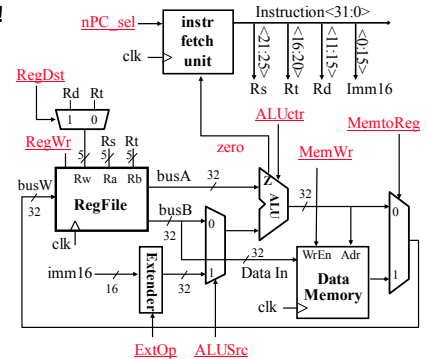 !
nPC_sel
instr
fetch
unit
clk
Instruction<31:0>
<21:25>
<16:20>
<11:15>
<0:15>
Rs Rt Rd Imm16
RegDst
Rd Rt
1 0
ALUctr
zero
MemtoReg
RegWr
Rs Rt
5 5 5
MemWr
busW
32
Rw Ra Rb
RegFile
clk
busA
32
busB
32
Z
ALU
32
0
0
WrEn Adr
Data
Memory
clk
imm16
16
Extender
32
1
32
Data In
1
ExtOp
ALUSrc